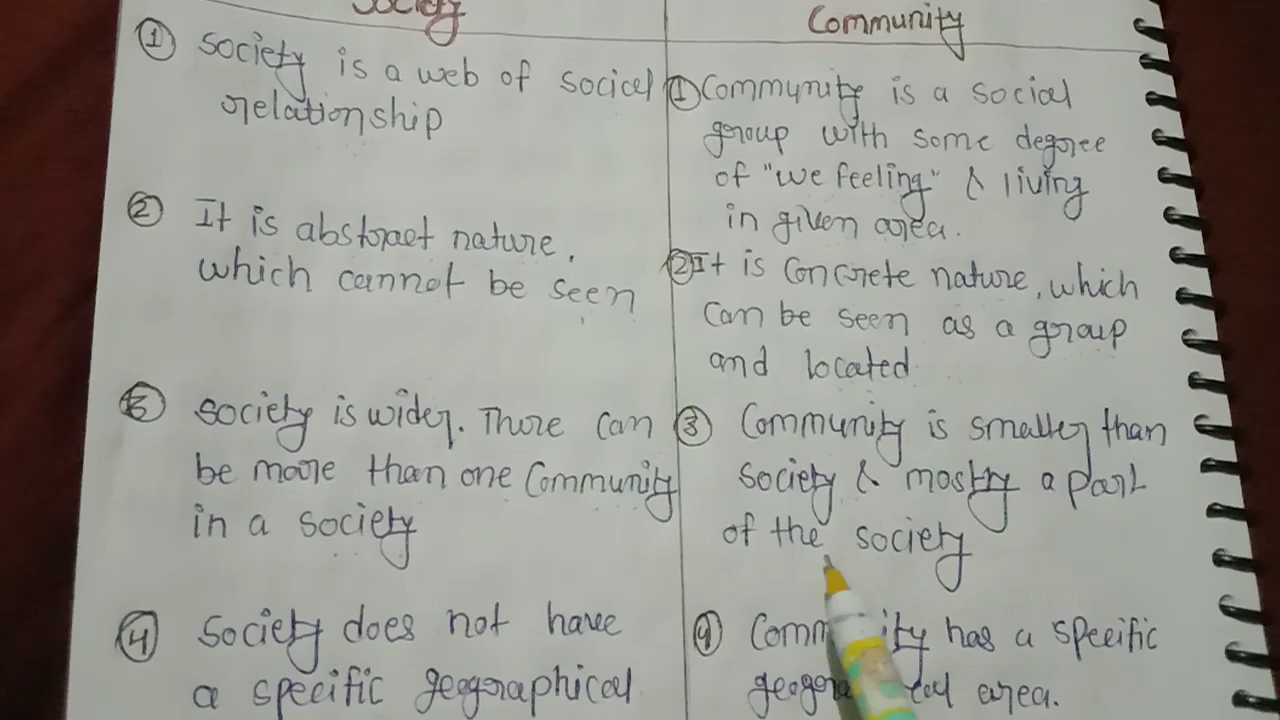 Society
Community
① Society is a web of social
relationship
① Community is a social
group with some degree
of "we feeling" & living
in given area.
② It is abstract nature.
which cannot be seen
② It is Concrete nature, which
can be seen as a group
and located
③ Society is wider. There can
be more than one Community
in a society
③ Community is smaller than
society & mostly a part
of the society
④ Society does not have
a specific geographical
④ Community has a specific
geographical area.